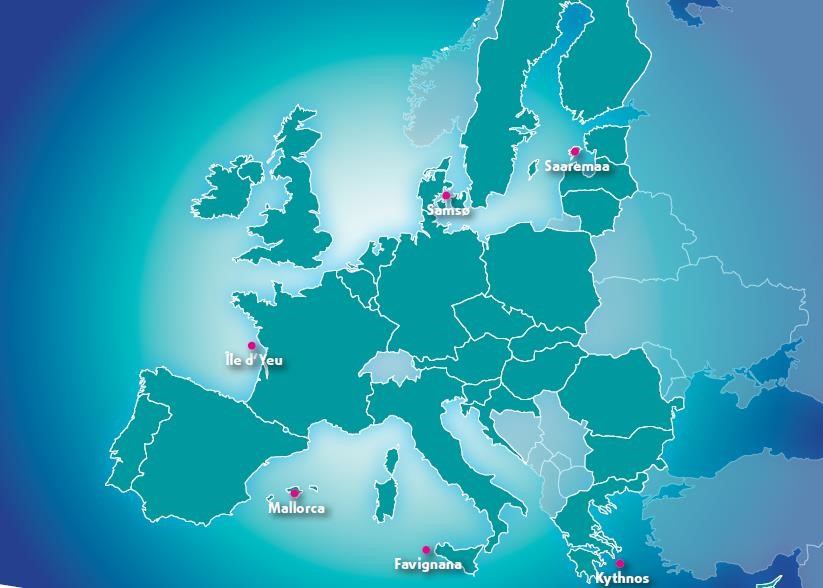 Saaremaa
Samsø
Île d'Yeu
Mallorca
Favignana
Kythnos